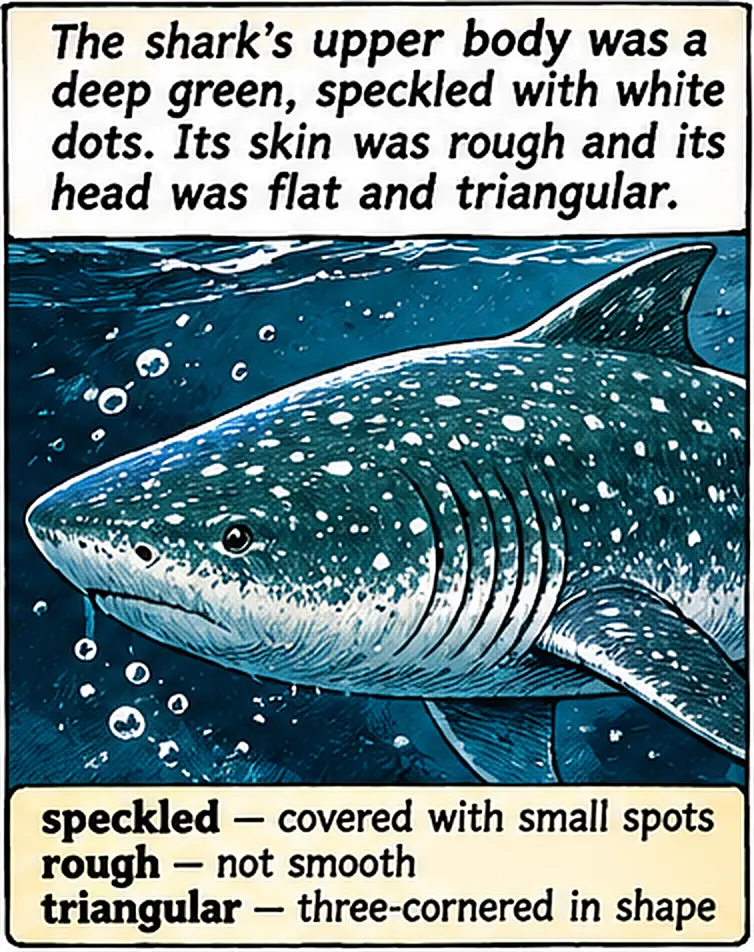 The shark's upper body was a
deep green, speckled with white
dots. Its skin was rough and its
head was flat and triangular.
speckled — covered with small spots
rough — not smooth
triangular — three-cornered in shape